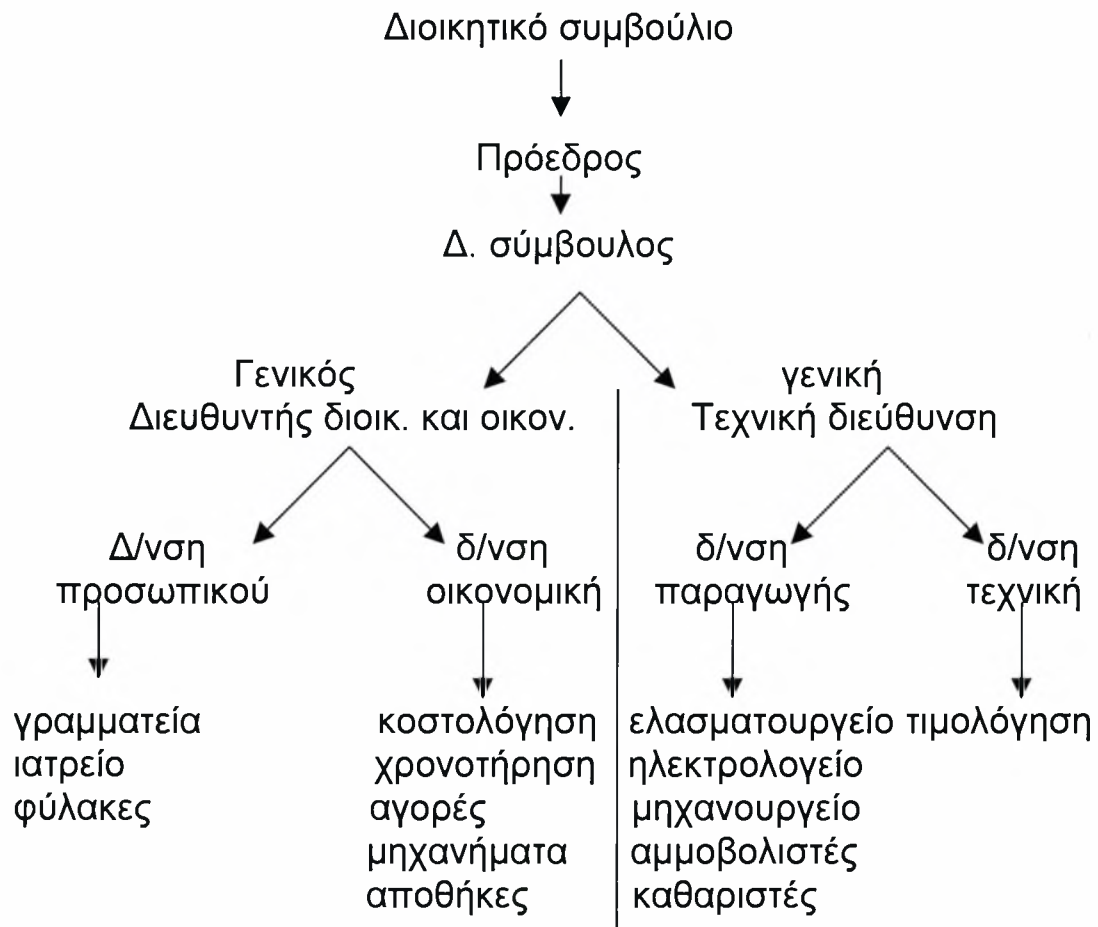 Διοικητικό συμβούλιο
Πρόεδρος
Δ. σύμβουλος
Γενικός
Διευθυντής διοικ. και οικον.
γενική
Τεχνική διεύθυνση
Δ/νση
προσωπικού
δ/νση
οικονομική
δ/νση
παραγωγής
δ/νση
τεχνική
γραμματεία
ιατρείο
φύλακες
κοστολόγηση
χρονοτήρηση
αγορές
μηχανήματα
αποθήκες
ελασματουργείο
ηλεκτρολογείο
μηχανουργείο
αμμοβολιστές
καθαριστές
τιμολόγηση